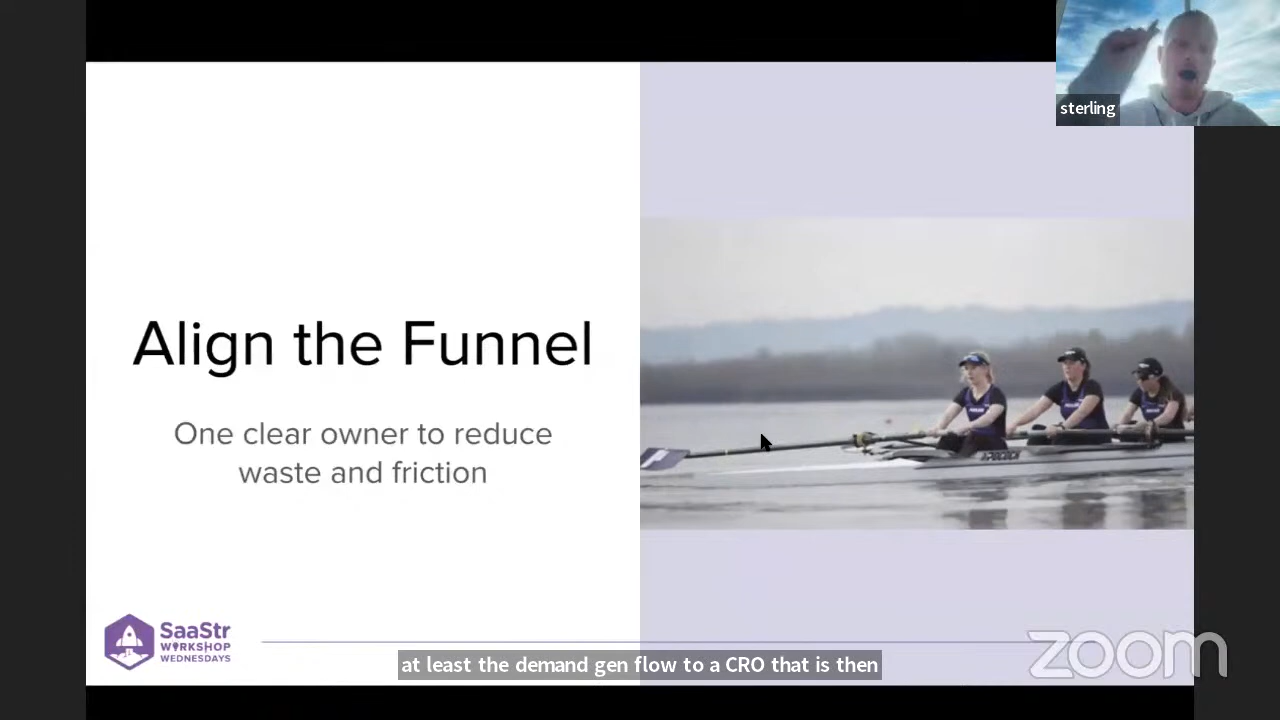 sterling
Align the Funnel
One clear owner to reduce
waste and friction
SaaStr
WORKSHOP
WEDNESDAYS
at least the demand gen flow to a CRO that is then
zoom